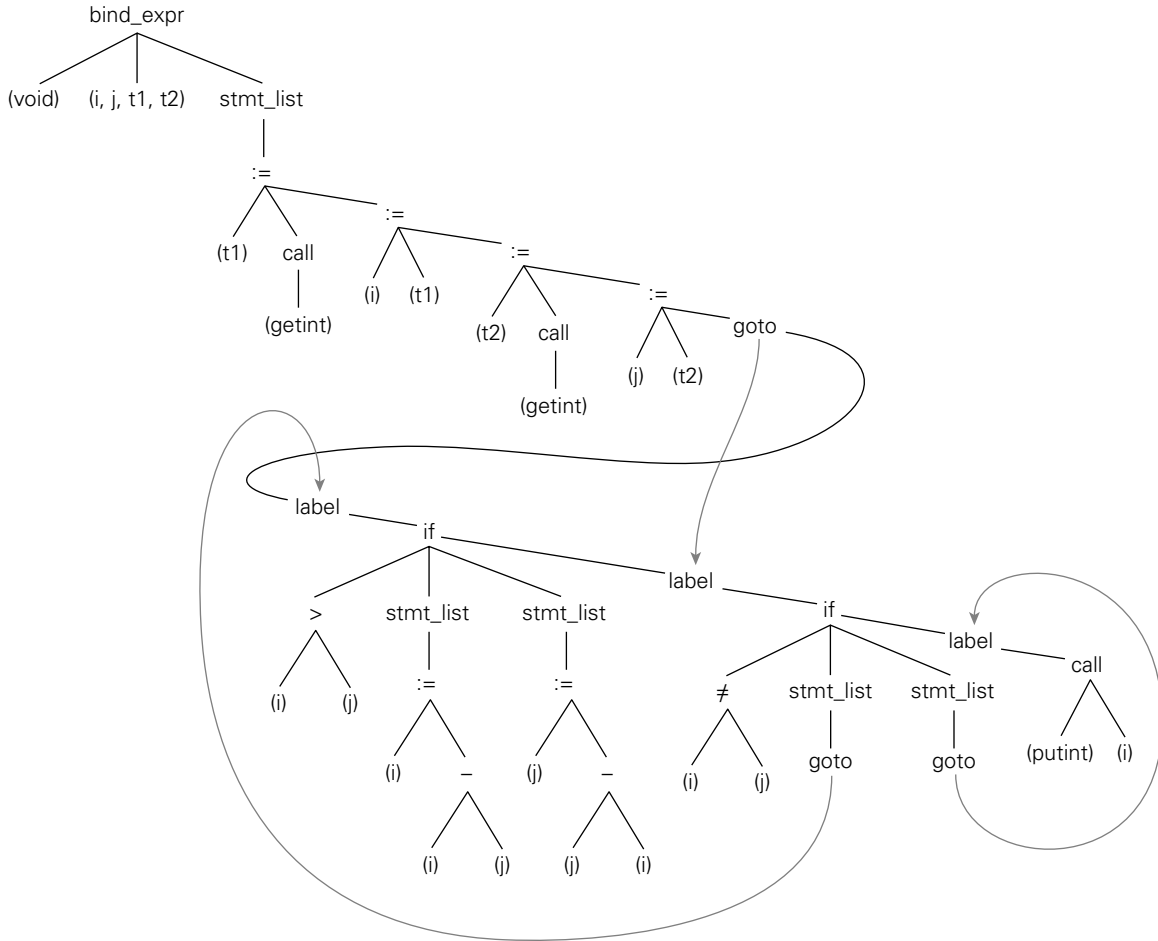 bind_expr
(void) (i, j, t1, t2) stmt_list
:=
:=
(t1) call := 
(i) (t1) :=
(getint) (t2) call goto
(j) (t2)
(getint)
label
if
label
> stmt_list stmt_list if
label
call
(i) (j) := := ≠ stmt_list stmt_list
(putint) (i)
(i) – (j) – (i) (j) goto goto
(i) (j) (j) (i)